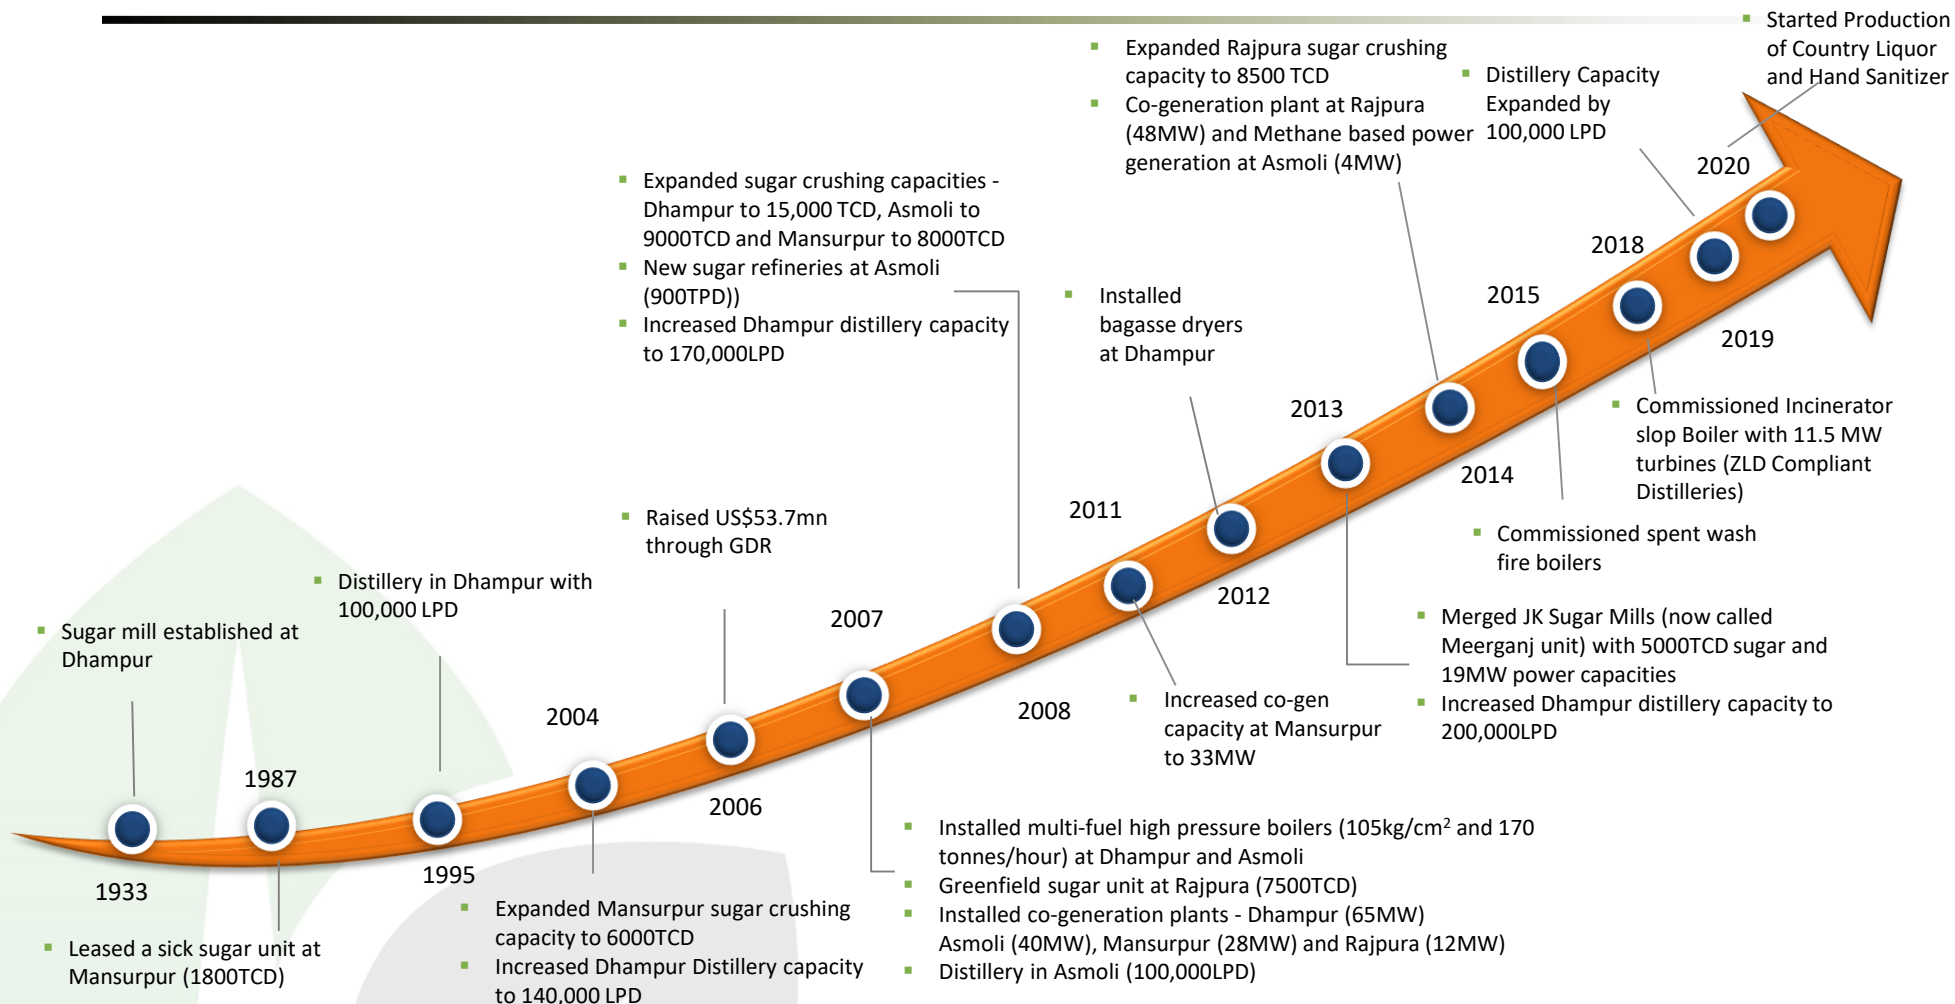 Started Production
of Country Liquor
and Hand Sanitizer
Expanded Rajpura sugar crushing
capacity to 8500 TCD
Co-generation plant at Rajpura
(48MW) and Methane based power
generation at Asmoli (4MW)
Distillery Capacity
Expanded by
100,000 LPD
2020
Expanded sugar crushing capacities -
Dhampur to 15,000 TCD, Asmoli to
9000TCD and Mansurpur to 8000TCD
New sugar refineries at Asmoli
(900TPD))
Increased Dhampur distillery capacity
to 170,000LPD
Installed
bagasse dryers
at Dhampur
2018
2015
2019
2013
Commissioned Incinerator
slop Boiler with 11.5 MW
turbines (ZLD Compliant
Distilleries)
2014
2011
Raised US$53.7mn
through GDR
Commissioned spent wash
fire boilers
Distillery in Dhampur with
100,000 LPD
2012
2007
Sugar mill established at
Dhampur
Merged JK Sugar Mills (now called
Meerganj unit) with 5000TCD sugar and
19MW power capacities
Increased Dhampur distillery capacity to
200,000LPD
2004
2008
Increased co-gen
capacity at Mansurpur
to 33MW
1987
2006
1933
1995
Installed multi-fuel high pressure boilers (105kg/cm² and 170
tonnes/hour) at Dhampur and Asmoli
Greenfield sugar unit at Rajpura (7500TCD)
Installed co-generation plants - Dhampur (65MW)
Asmoli (40MW), Mansurpur (28MW) and Rajpura (12MW)
Distillery in Asmoli (100,000LPD)
Expanded Mansurpur sugar crushing
capacity to 6000TCD
Increased Dhampur Distillery capacity
to 140,000 LPD
Leased a sick sugar unit at
Mansurpur (1800TCD)